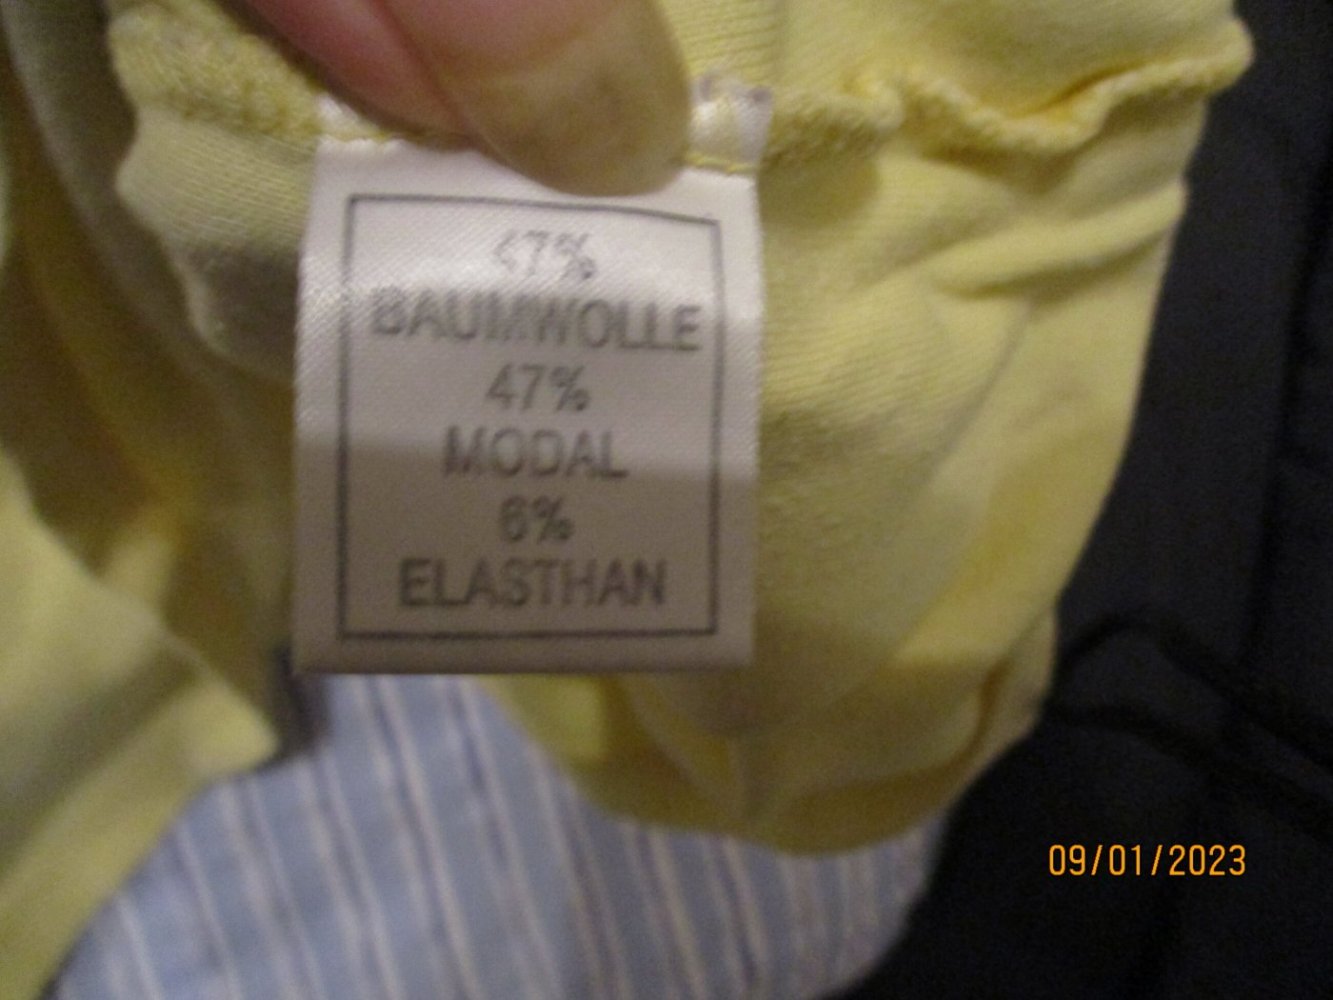 47%
BAUMWOLLE
47%
MODAL
6%
ELASTHAN
09/01/2023